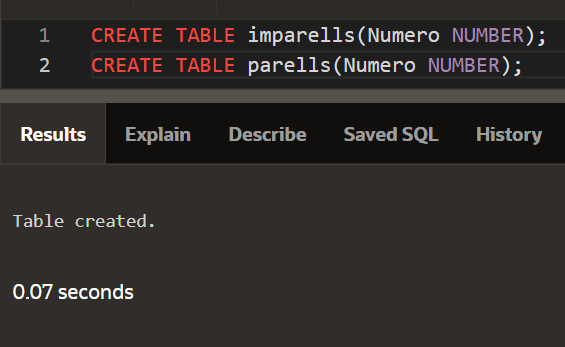 1 CREATE TABLE imparells(Numero NUMBER);
2 CREATE TABLE parells(Numero NUMBER);
Results Explain Describe Saved SQL History
Table created.
0.07 seconds